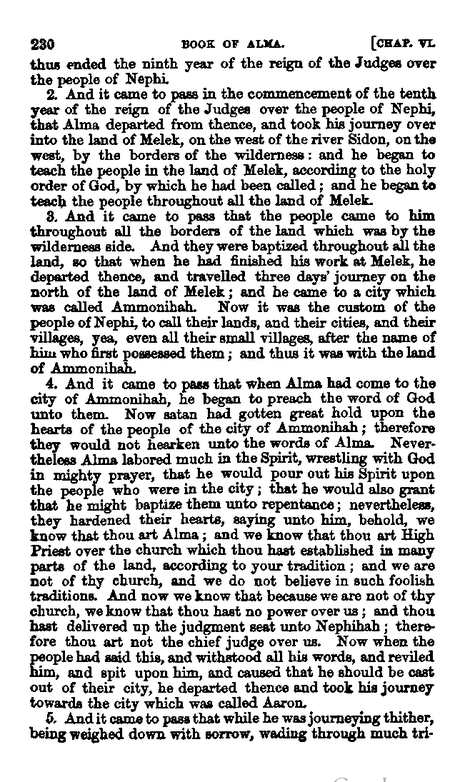 230 BOOK OF ALMA. [CHAP. VI.
thus ended the ninth year of the reign of the Judges over
the people of Nephi.
2. And it came to pass in the commencement of the tenth
year of the reign of the Judges over the people of Nephi,
that Alma departed from thence, and took his journey over
into the land of Melek, on the west of the river Sidon, on the
west, by the borders of the wilderness: and he began to
teach the people in the land of Melek, according to the holy
order of God, by which he had been called; and he began to
teach the people throughout all the land of Melek.
3. And it came to pass that the people came to him
throughout all the borders of the land which was by the
wilderness side. And they were baptized throughout all the
land, so that when he had finished his work at Melek, he
departed thence, and travelled three days' journey on the
north of the land of Melek; and he came to a city which
was called Ammonihah. Now it was the custom of the
people of Nephi, to call their lands, and their cities, and their
villages, yea, even all their small villages, after the name of
him who first possessed them; and thus it was with the land
of Ammonihah.
4. And it came to pass that when Alma had come to the
city of Ammonihah, he began to preach the word of God
unto them. Now satan had gotten great hold upon the
hearts of the people of the city of Ammonihah; therefore
they would not hearken unto the words of Alma. Never-
theless Alma labored much in the Spirit, wrestling with God
in mighty prayer, that he would pour out his Spirit upon
the people who were in the city; that he would also grant
that he might baptize them unto repentance; nevertheless,
they hardened their hearts, saying unto him, behold, we
know that thou art Alma; and we know that thou art High
Priest over the church which thou hast established in many
parts of the land, according to your tradition; and we are
not of thy church, and we do not believe in such foolish
traditions. And now we know that because we are not of thy
church, we know that thou hast no power over us; and thou
hast delivered up the judgment seat unto Nephihah; there-
fore thou art not the chief judge over us. Now when the
people had said this, and withstood all his words, and reviled
him, and spit upon him, and caused that he should be cast
out of their city, he departed thence and took his journey
towards the city which was called Aaron.
5. And it came to pass that while he was journeying thither,
being weighed down with sorrow, wading through much tri-